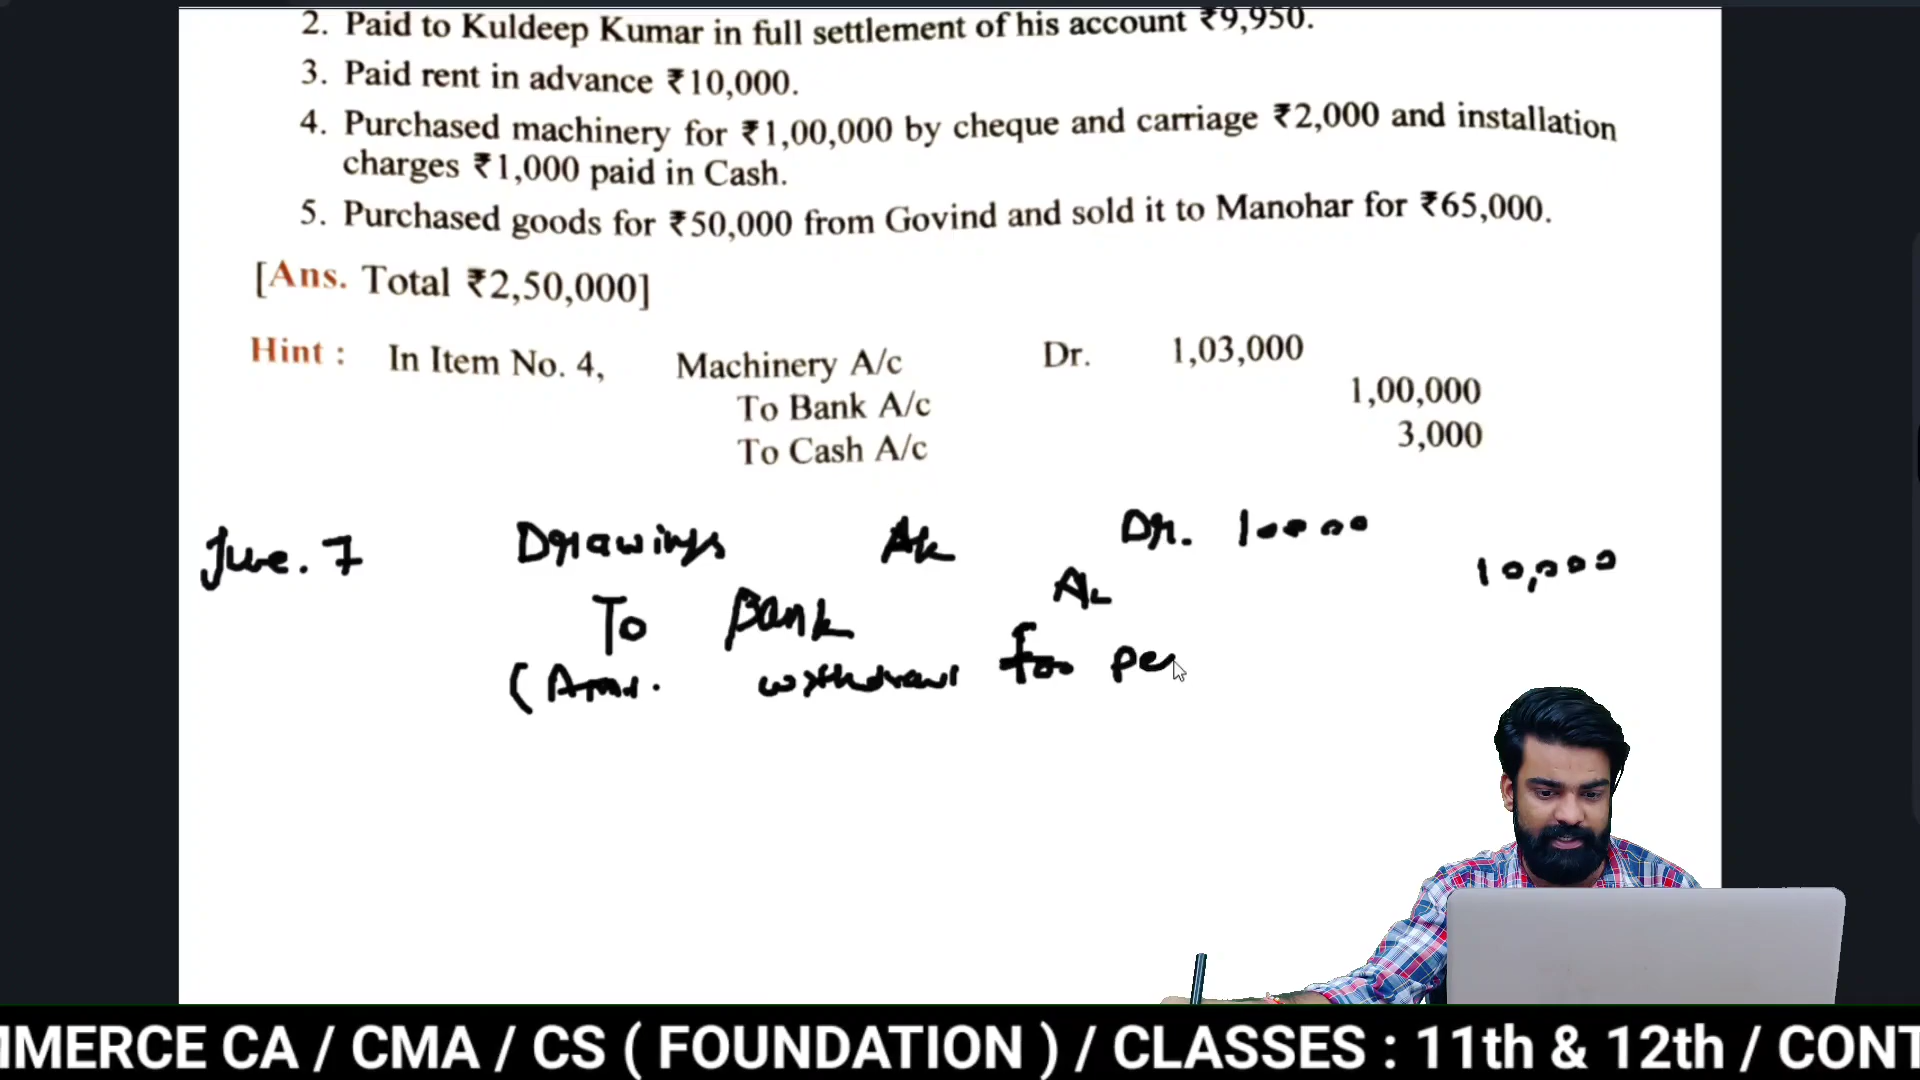 2. Paid to Kuldeep Kumar in full settlement of his account ₹9,950.
3. Paid rent in advance ₹10,000.
4. Purchased machinery for ₹1,00,000 by cheque and carriage ₹2,000 and installation
charges ₹1,000 paid in Cash.
5. Purchased goods for ₹50,000 from Govind and sold it to Manohar for ₹65,000.
[Ans. Total ₹2,50,000]
Hint : In Item No. 4, Machinery A/c Dr. 1,03,000
To Bank A/c 1,00,000
To Cash A/c 3,000
June. 7 Drawings A/c Dr. 10000
To Bank A/c 10,000
(Amt. withdrawn for pe
MMERCE CA / CMA / CS ( FOUNDATION ) / CLASSES : 11th & 12th / CONT